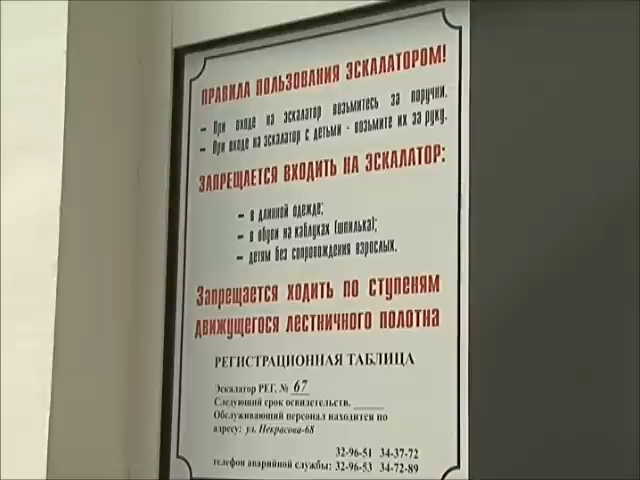 ПРАВИЛА ПОЛЬЗОВАНИЯ ЭСКАЛАТОРОМ!
– При входе на эскалатор возьмитесь за поручни.
– При входе на эскалатор с детьми - возьмите их за руку.
ЗАПРЕЩАЕТСЯ ВХОДИТЬ НА ЭСКАЛАТОР:
– в длинной одежде;
– в обуви на каблуках (шпилька);
– детям без сопровождения взрослых.
Запрещается ходить по ступеням
движущегося лестничного полотна
РЕГИСТРАЦИОННАЯ ТАБЛИЦА
Эскалатор РЕГ. № 67
Следующий срок освидетельств. ______
Обслуживающий персонал находится по
адресу: ул. Некрасова-68
32-96-51 34-37-72
телефон аварийной службы: 32-96-53 34-72-89